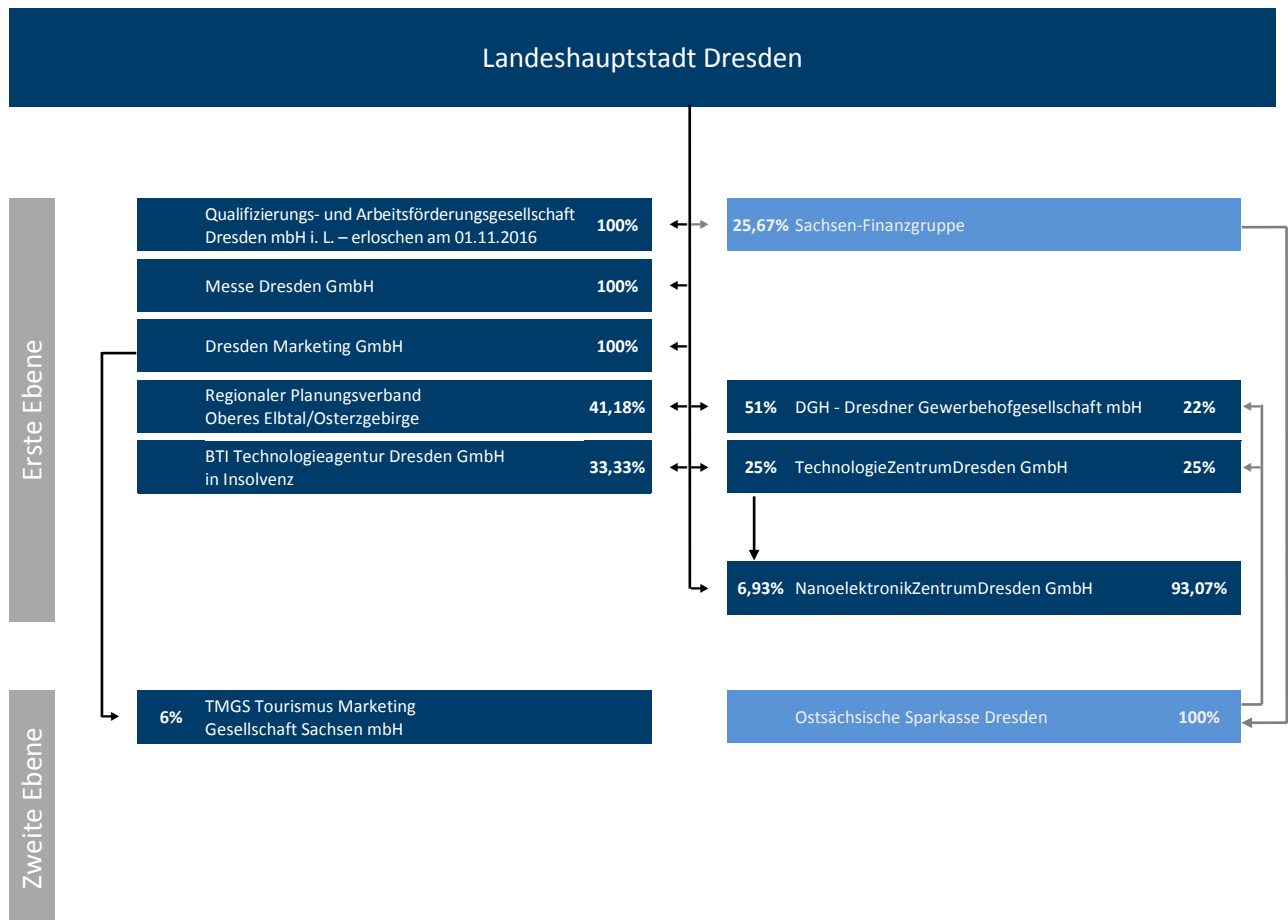 Landeshauptstadt Dresden
Erste Ebene
Qualifizierungs- und Arbeitsförderungsgesellschaft
Dresden mbH i. L. – erloschen am 01.11.2016
100%
25,67% Sachsen-Finanzgruppe
Messe Dresden GmbH 100%
Dresden Marketing GmbH 100%
Regionaler Planungsverband
Oberes Elbtal/Osterzgebirge
41,18%
51% DGH - Dresdner Gewerbehofgesellschaft mbH 22%
BTI Technologieagentur Dresden GmbH
in Insolvenz
33,33%
25% TechnologieZentrumDresden GmbH 25%
6,93% NanoelektronikZentrumDresden GmbH 93,07%
Zweite Ebene
6%
TMGS Tourismus Marketing
Gesellschaft Sachsen mbH
Ostsächsische Sparkasse Dresden 100%